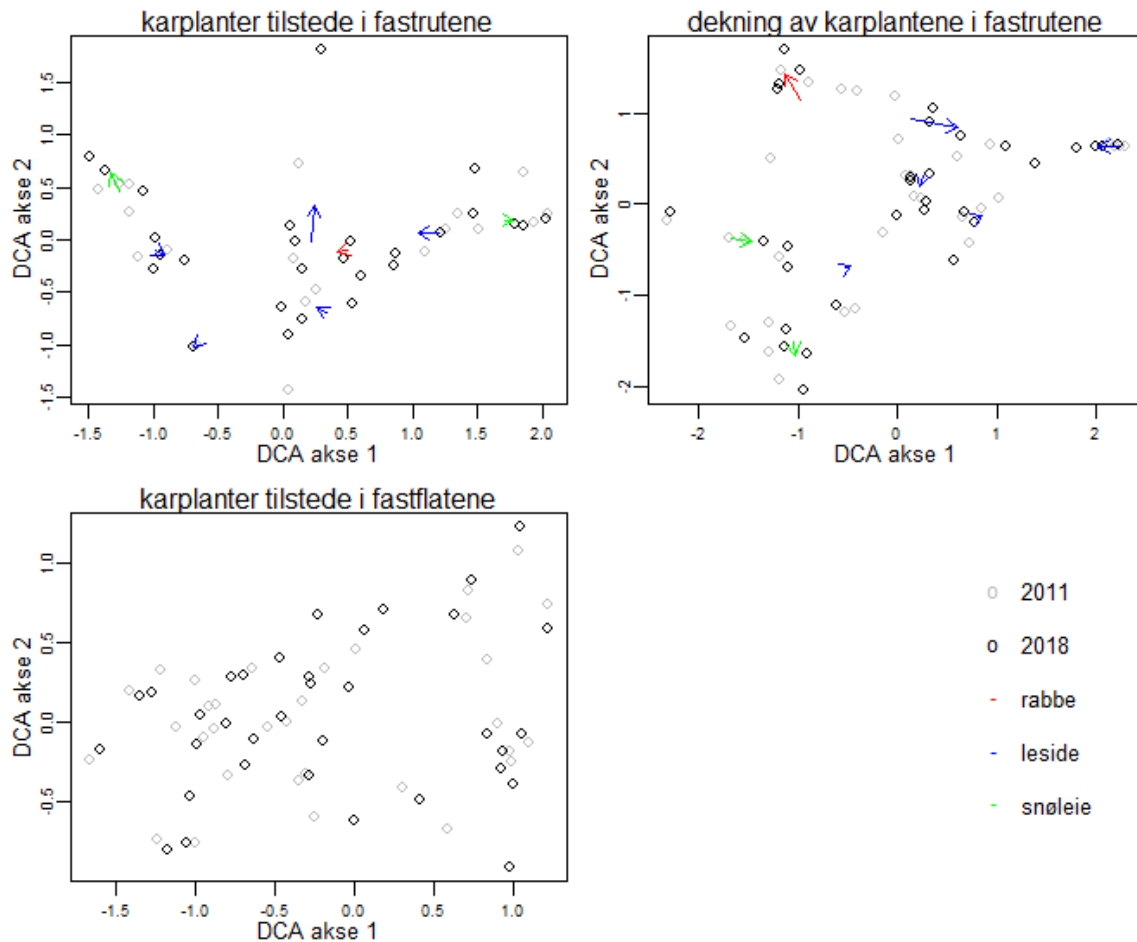 karplanter tilstede i fastrutene
DCA akse 2
-1.5 -1.0 -0.5 0.0 0.5 1.0 1.5
-1.5 -1.0 -0.5 0.0 0.5 1.0 1.5 2.0
DCA akse 1
dekning av karplantene i fastrutene
DCA akse 2
-2 -1 0 1
-2 -1 0 1 2
DCA akse 1
karplanter tilstede i fastflatene
DCA akse 2
-0.5 0.0 0.5 1.0
-1.5 -1.0 -0.5 0.0 0.5 1.0
DCA akse 1
2011
2018
rabbe
leside
snøleie